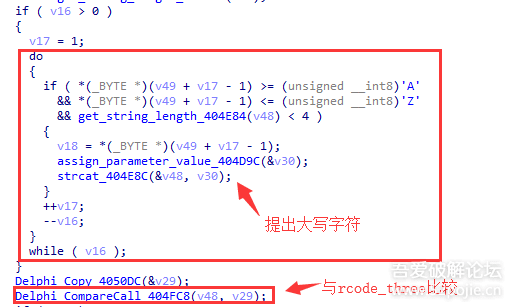 if ( v16 > 0 )
{
v17 = 1;
do
{
if ( *(_BYTE *)(v49 + v17 - 1) >= (unsigned __int8)'A'
&& *(_BYTE *)(v49 + v17 - 1) <= (unsigned __int8)'Z'
&& get_string_length_404E84(v48) < 4 )
{
v18 = *(_BYTE *)(v49 + v17 - 1);
assign_parameter_value_404D9C(&v30);
strcat_404E8C(&v48, v30);
}
提出大写字符
++v17;
--v16;
}
while ( v16 );
}
与rcode_three比较
Delphi_Copy_4050DC(&v29);
Delphi_CompareCall_404FC8(v48, v29);
吾爱破解论坛
www.52pojie.cn